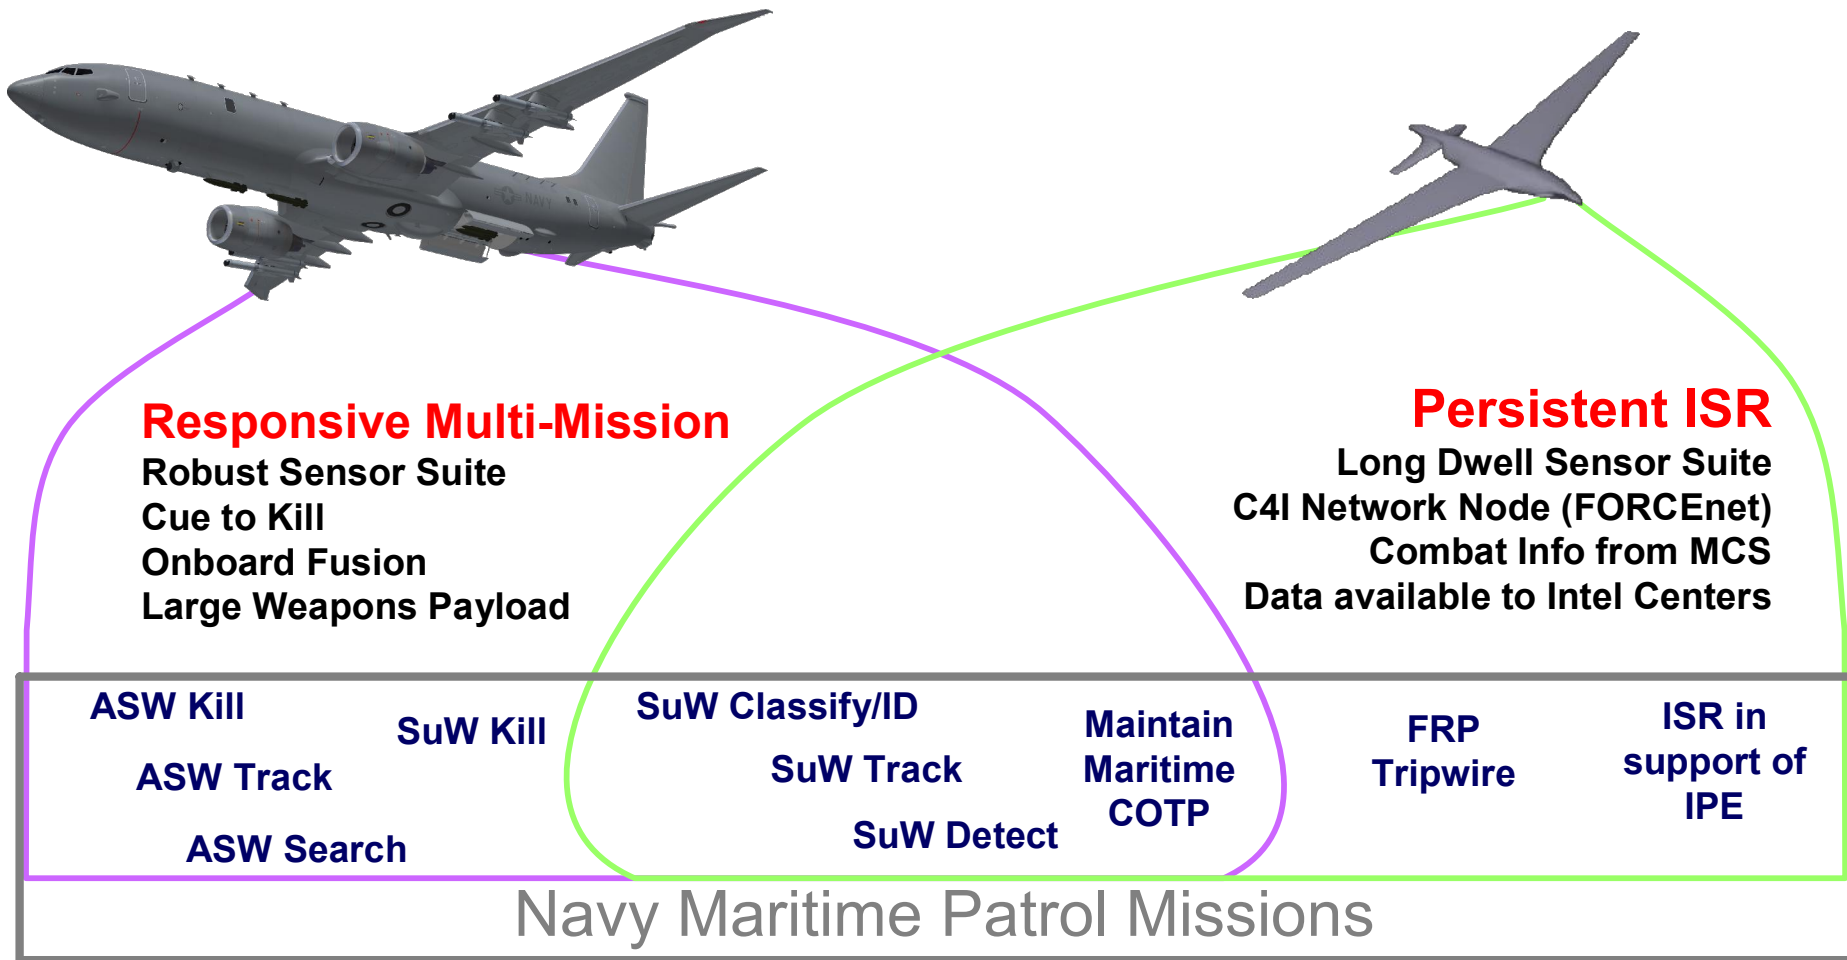 NAVY
Responsive Multi-Mission
Robust Sensor Suite
Cue to Kill
Onboard Fusion
Large Weapons Payload
Persistent ISR
Long Dwell Sensor Suite
C4I Network Node (FORCEnet)
Combat Info from MCS
Data available to Intel Centers
ASW Kill
SuW Kill
ASW Track
ASW Search
SuW Classify/ID
SuW Track
SuW Detect
Maintain
Maritime
COTP
FRP
Tripwire
ISR in
support of
IPE
Navy Maritime Patrol Missions